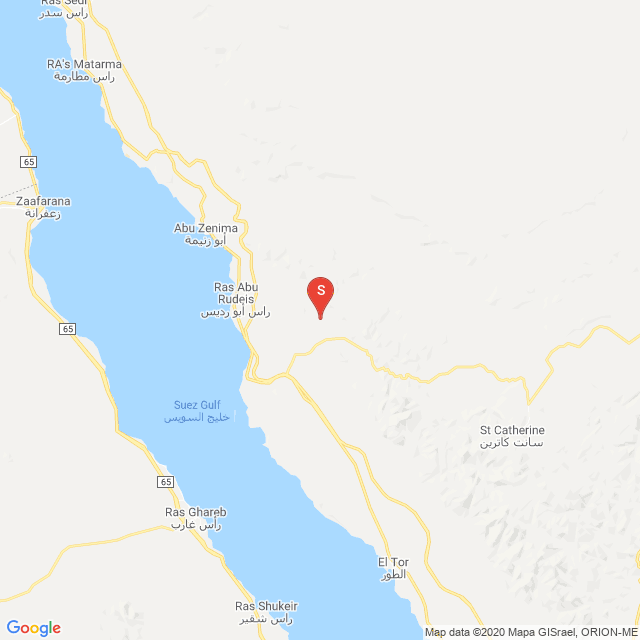 Ras Sedr
راس سدر
RA's Matarma
راس مطارمة
65
Zaafarana
زعفرانة
Abu Zenima
أبو زنيمة
Ras Abu
Rudeis
راس أبو رديس
S
65
Suez Gulf
خليج السويس
St Catherine
سانت كاترين
65
Ras Ghareb
رأس غارب
El Tor
الطور
Ras Shukeir
راس شقير
Google
Map data ©2020 Mapa GISrael, ORION-ME